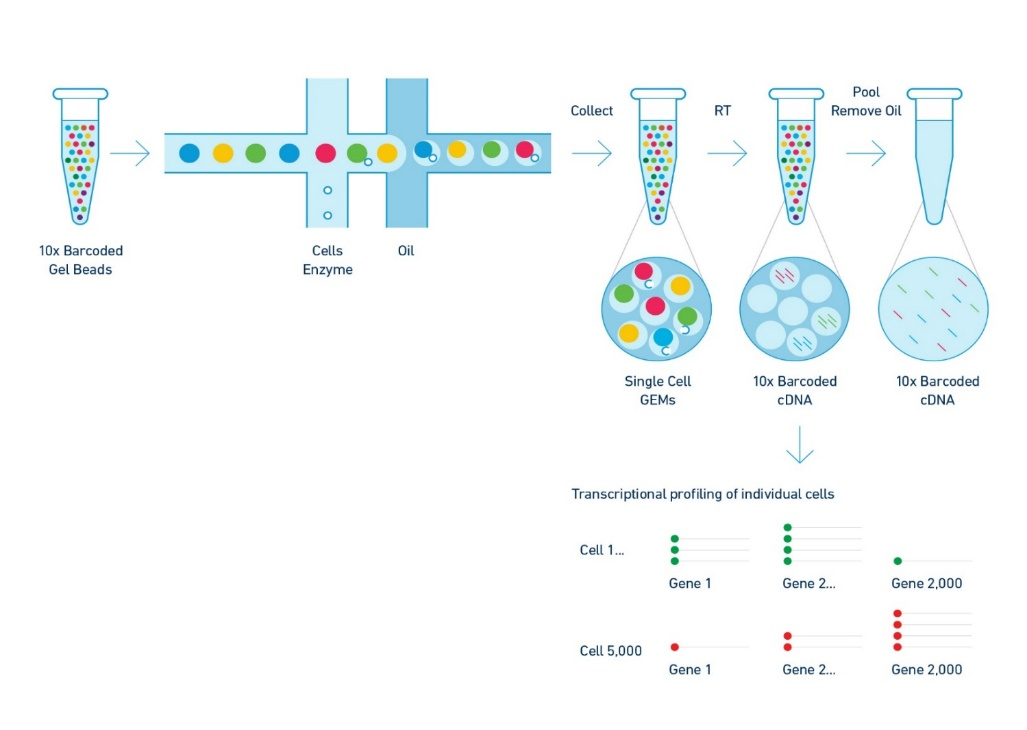 Collect
RT
Pool
Remove Oil
10x Barcoded
Gel Beads
Cells
Enzyme
Oil
Single Cell
GEMs
10x Barcoded
cDNA
10x Barcoded
cDNA
Transcriptional profiling of individual cells
Cell 1...
Gene 1
Gene 2...
Gene 2,000
Cell 5,000
Gene 1
Gene 2...
Gene 2,000